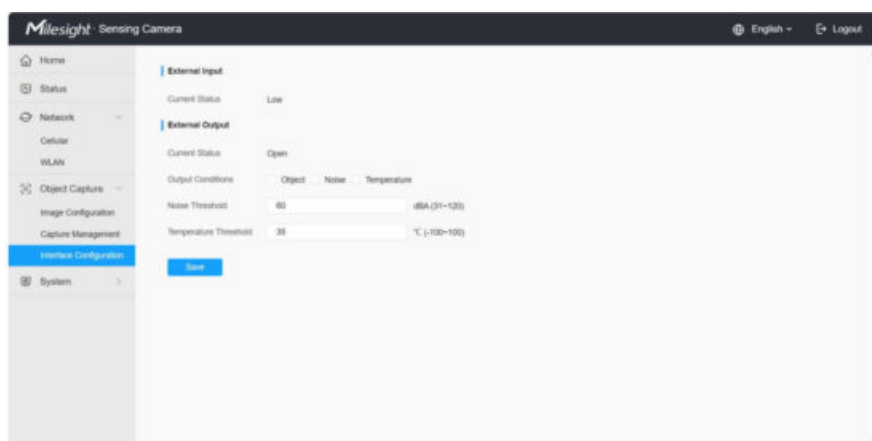 Milesight · Sensing Camera
English
Logout
Home
Status
Network
Cellular
WLAN
Object Capture
Image Configuration
Capture Management
Interface Configuration
System
External Input
Current Status Low
External Output
Current Status Open
Output Conditions Object Noise Temperature
Noise Threshold 60 dBA (31~120)
Temperature Threshold 35 ℃ (-100~100)
Save